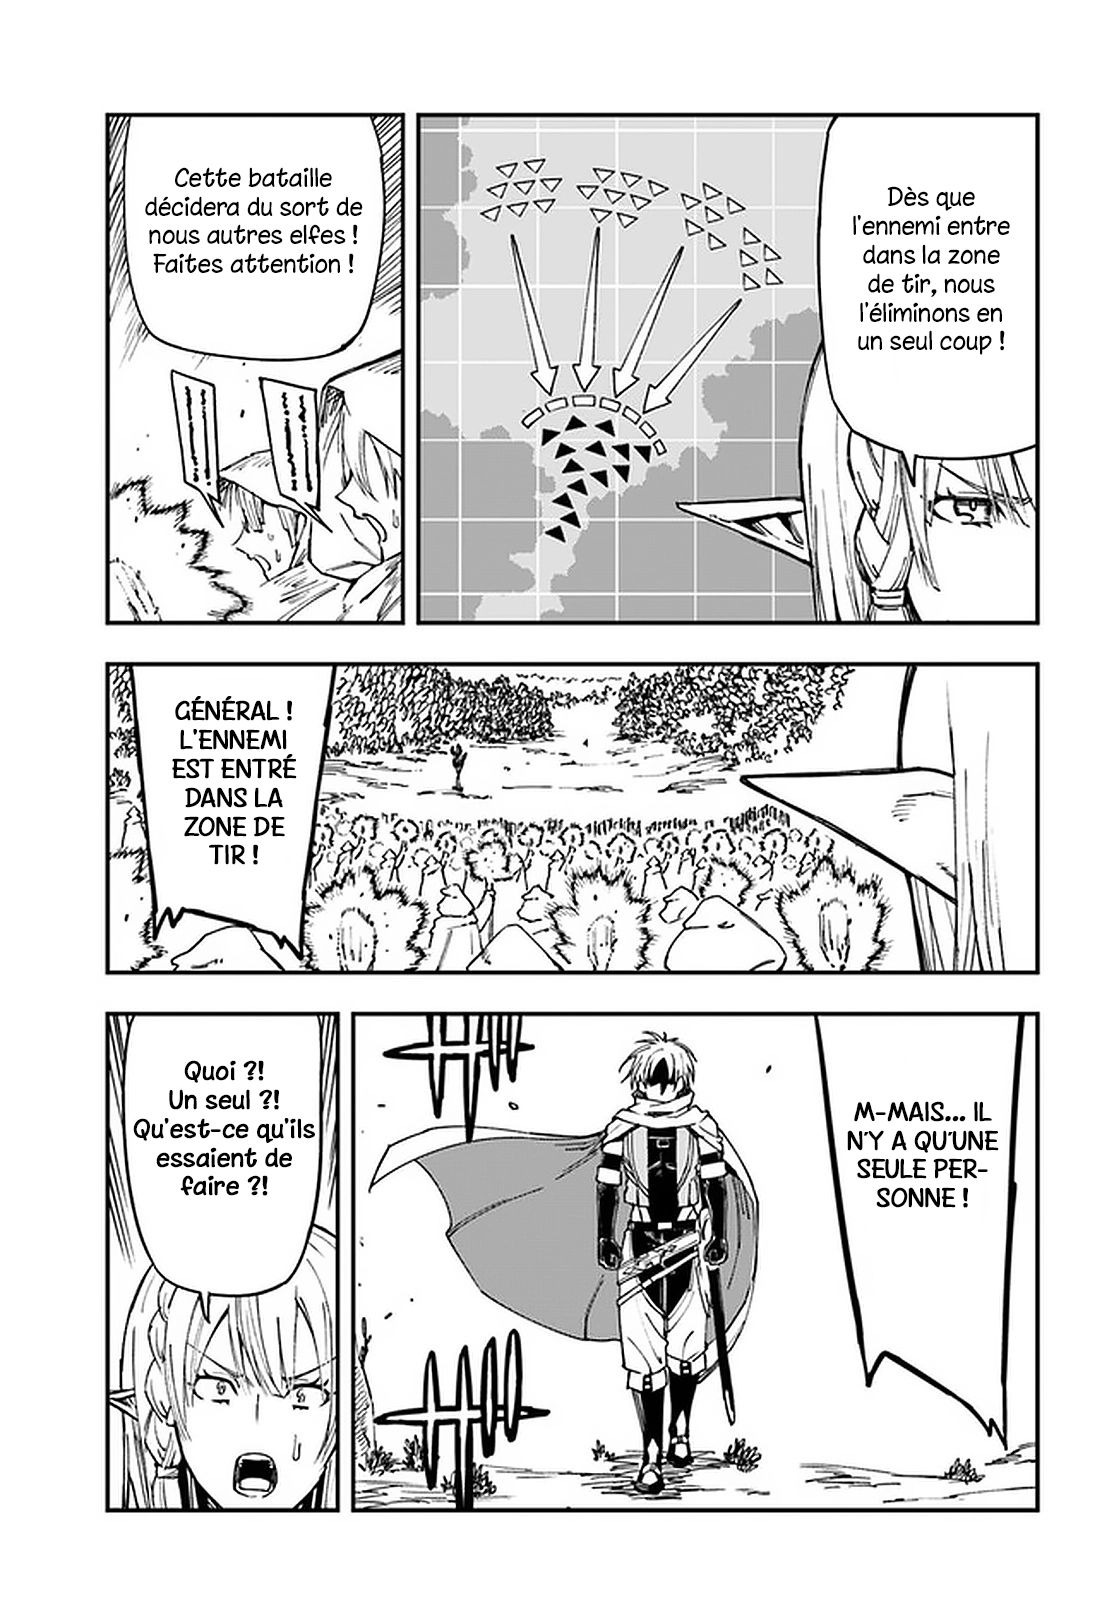 Dès que
l'ennemi entre
dans la zone
de tir, nous
l'éliminons en
un seul coup !
Cette bataille
décidera du sort de
nous autres elfes !
Faites attention !
GÉNÉRAL !
L'ENNEMI
EST ENTRÉ
DANS LA
ZONE DE
TIR !
M-MAIS... IL
N'Y A QU'UNE
SEULE PER-
SONNE !
Quoi ?!
Un seul ?!
Qu'est-ce qu'ils
essaient de
faire ?!